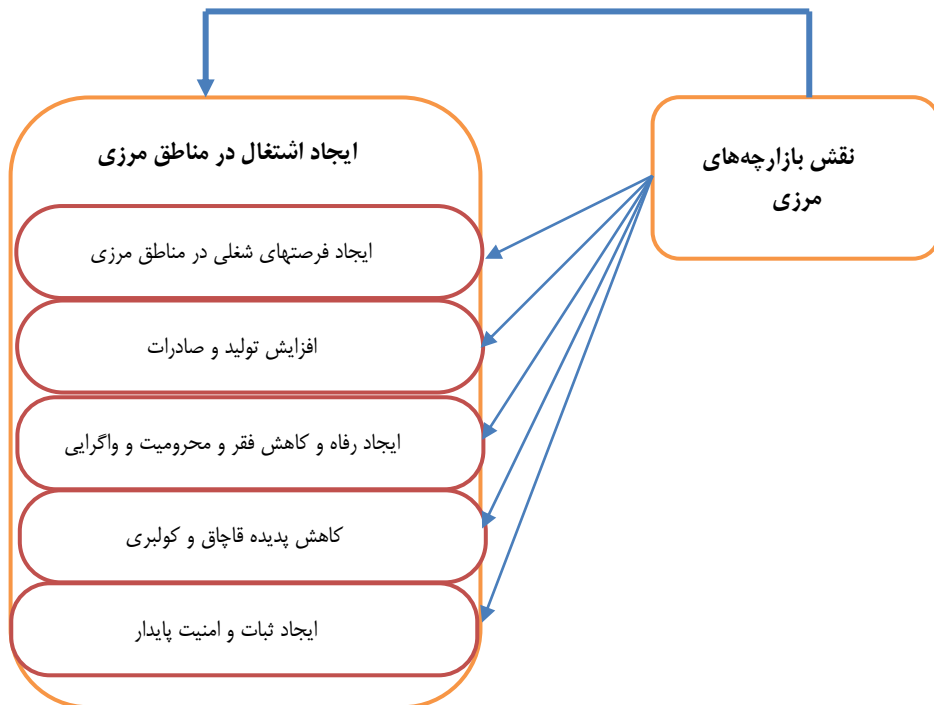 نقش بازارچه‌های
مرزی
ایجاد اشتغال در مناطق مرزی
ایجاد فرصتهای شغلی در مناطق مرزی
افزایش تولید و صادرات
ایجاد رفاه و کاهش فقر و محرومیت و واگرایی
کاهش پدیده قاچاق و کولبری
ایجاد ثبات و امنیت پایدار